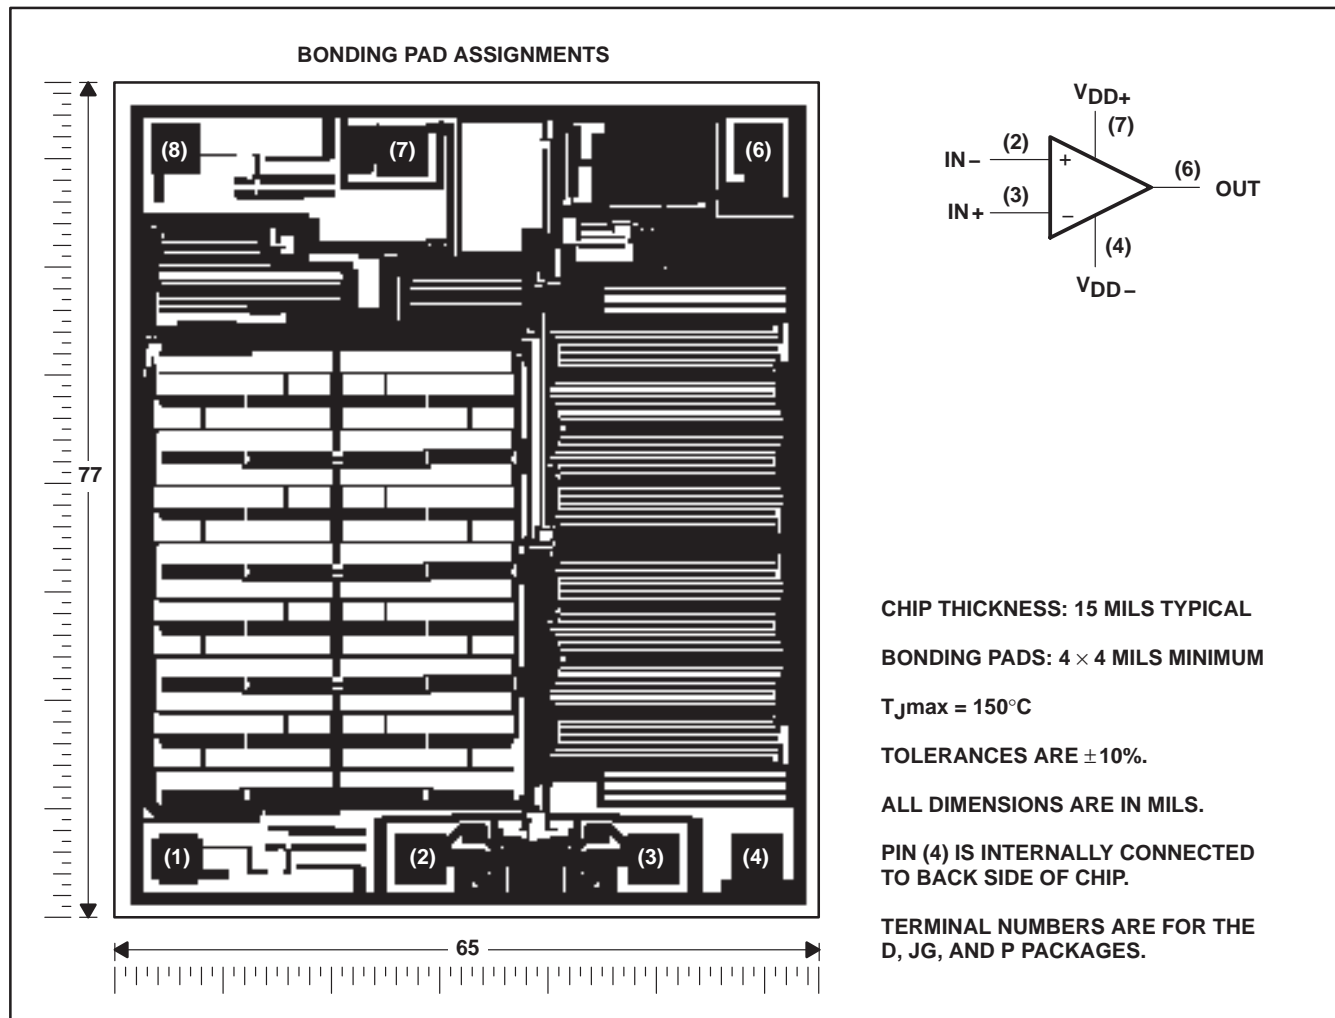 BONDING PAD ASSIGNMENTS
(8)
(7)
(6)
77
(1)
(2)
(3)
(4)
65
VDD+
(7)
(2)
IN−
+
(6)
OUT
(3)
IN+
−
(4)
VDD−
CHIP THICKNESS: 15 MILS TYPICAL
BONDING PADS: 4 × 4 MILS MINIMUM
TJmax = 150°C
TOLERANCES ARE ±10%.
ALL DIMENSIONS ARE IN MILS.
PIN (4) IS INTERNALLY CONNECTED
TO BACK SIDE OF CHIP.
TERMINAL NUMBERS ARE FOR THE
D, JG, AND P PACKAGES.